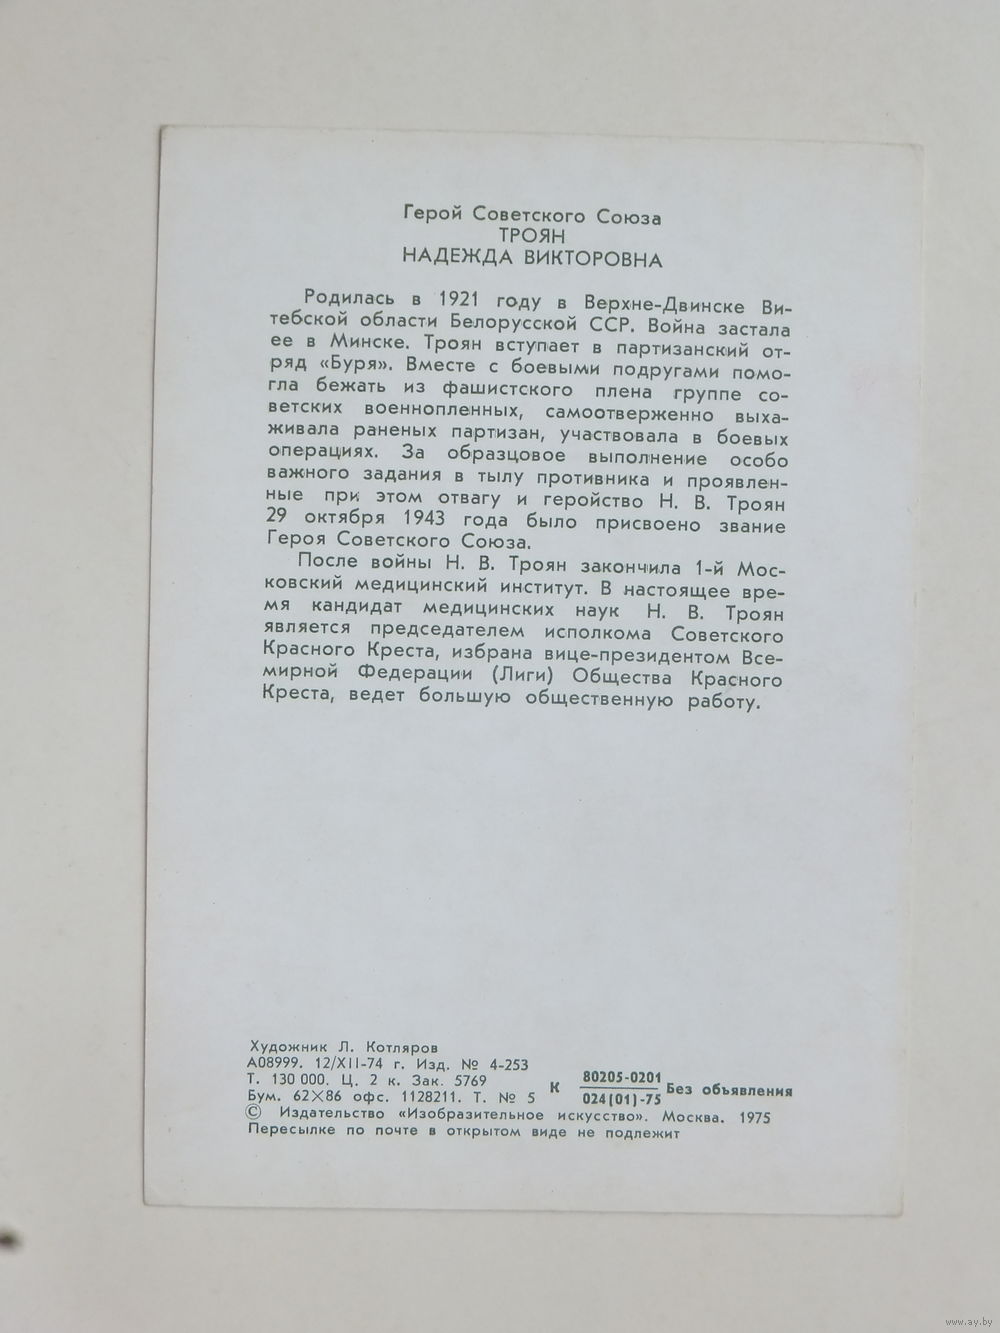 Герой Советского Союза
ТРОЯН
НАДЕЖДА ВИКТОРОВНА
Родилась в 1921 году в Верхне-Двинске Ви-
тебской области Белорусской ССР. Война застала
ее в Минске. Троян вступает в партизанский от-
ряд «Буря». Вместе с боевыми подругами помо-
гла бежать из фашистского плена группе со-
ветских военнопленных, самоотверженно выха-
живала раненых партизан, участвовала в боевых
операциях. За образцовое выполнение особо
важного задания в тылу противника и проявлен-
ные при этом отвагу и геройство Н. В. Троян
29 октября 1943 года было присвоено звание
Героя Советского Союза.
После войны Н. В. Троян закончила 1-й Мос-
ковский медицинский институт. В настоящее вре-
мя кандидат медицинских наук Н. В. Троян
является председателем исполкома Советского
Красного Креста, избрана вице-президентом Все-
мирной Федерации (Лиги) Общества Красного
Креста, ведет большую общественную работу.
Художник Л. Котляров
А08999. 12/XII-74 г. Изд. № 4-253
Т. 130 000. Ц. 2 к. Зак. 5769
Бум. 62×86 офс. 1128211. Т. № 5
К 80205-0201 Без объявления
024(01)-75
© Издательство «Изобразительное искусство». Москва. 1975
Пересылке по почте в открытом виде не подлежит
www.ay.by